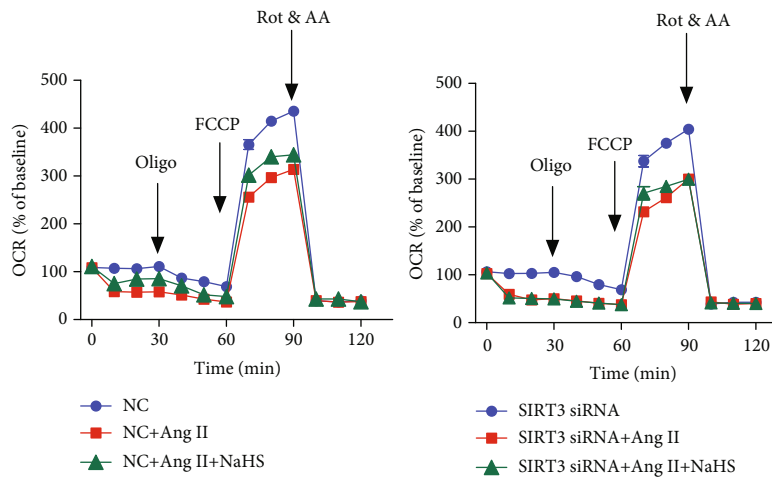 Rot & AA
500
400
FCCP
Oligo
300
200
100
0
OCR (% of baseline)
0
30
60
90
120
Time (min)
NC
NC+Ang II
NC+Ang II+NaHS
Rot & AA
500
400
FCCP
Oligo
300
200
100
0
OCR (% of baseline)
0
30
60
90
120
Time (min)
SIRT3 siRNA
SIRT3 siRNA+Ang II
SIRT3 siRNA+Ang II+NaHS